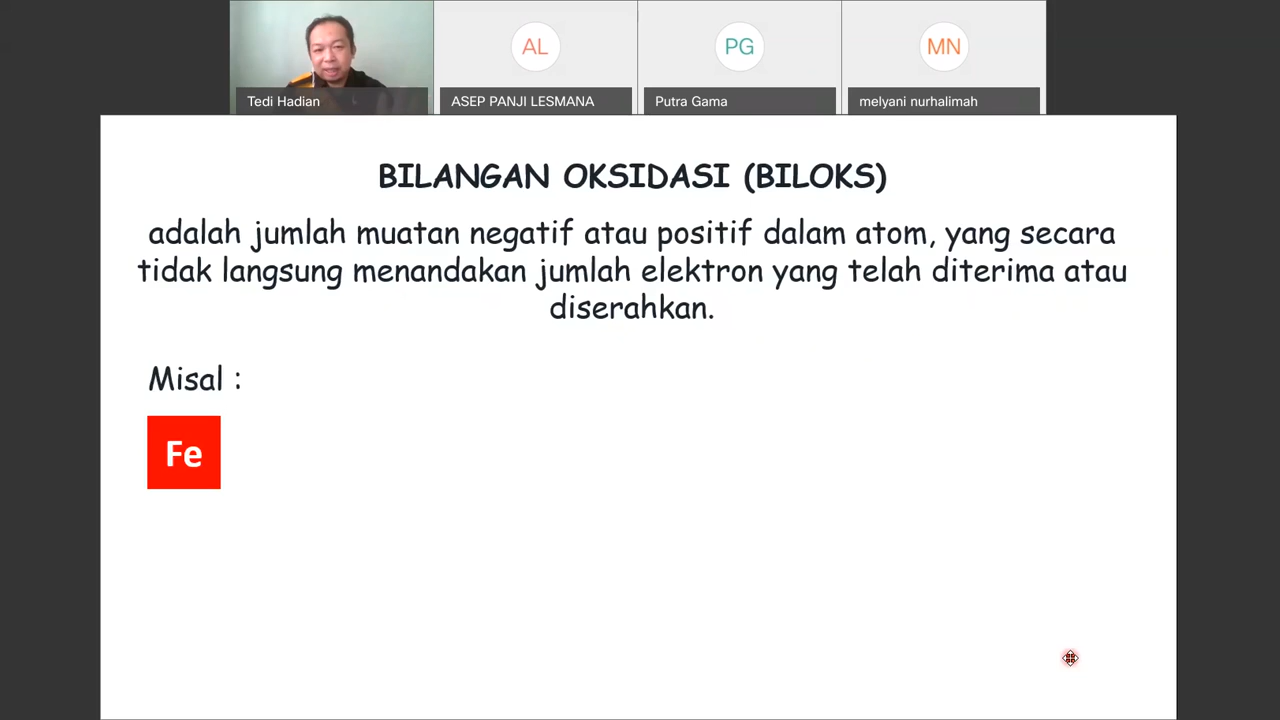 AL
PG
MN
Tedi Hadian
ASEP PANJI LESMANA
Putra Gama
melyani nurhalimah
BILANGAN OKSIDASI (BILOKS)
adalah jumlah muatan negatif atau positif dalam atom, yang secara
tidak langsung menandakan jumlah elektron yang telah diterima atau
diserahkan.
Misal :
Fe